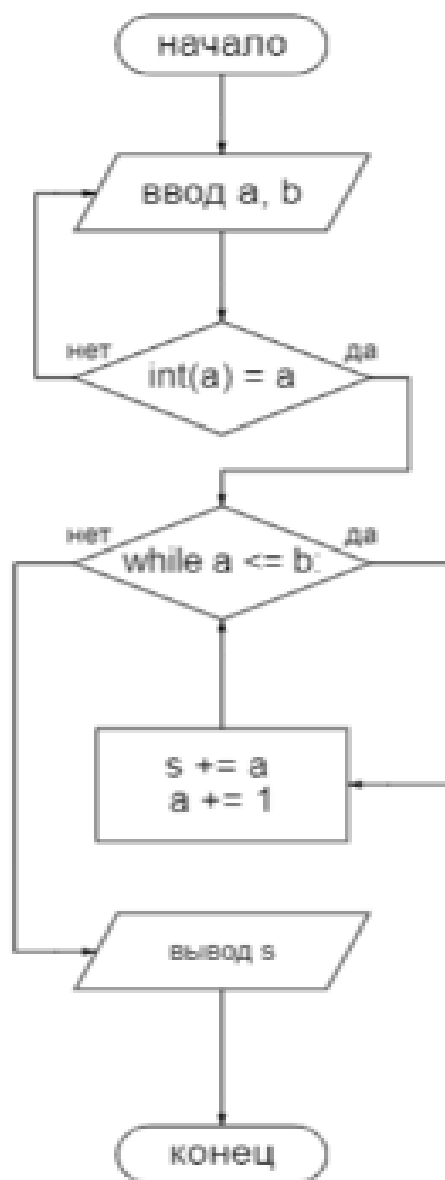 начало
ввод a, b
нет
да
int(a) = a
нет
да
while a <= b:
s += a
a += 1
вывод s
конец